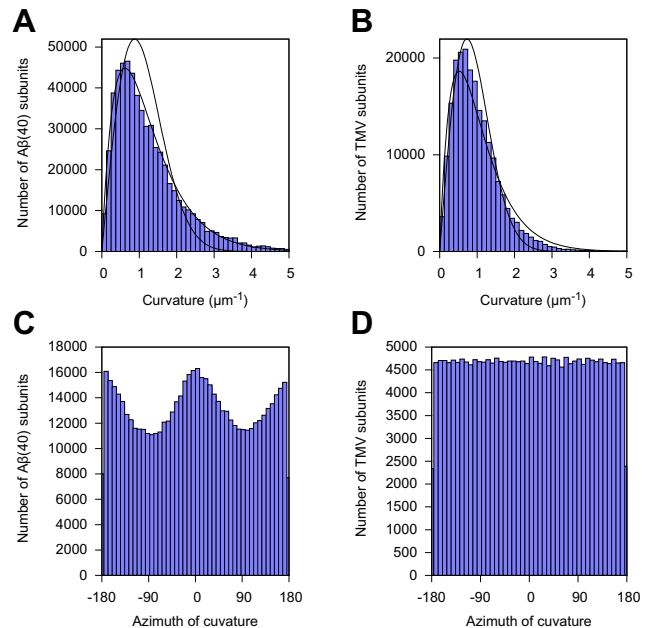 A
Number of Aβ(40) subunits
50000
40000
30000
20000
10000
0
0 1 2 3 4 5
Curvature (μm⁻¹)
B
Number of TMV subunits
20000
10000
0
0 1 2 3 4 5
Curvature (μm⁻¹)
C
Number of Aβ(40) subunits
18000
16000
14000
12000
10000
8000
6000
4000
2000
0
-180 -90 0 90 180
Azimuth of cuvature
D
Number of TMV subunits
5000
4500
4000
3500
3000
2500
2000
1500
1000
500
0
-180 -90 0 90 180
Azimuth of cuvature